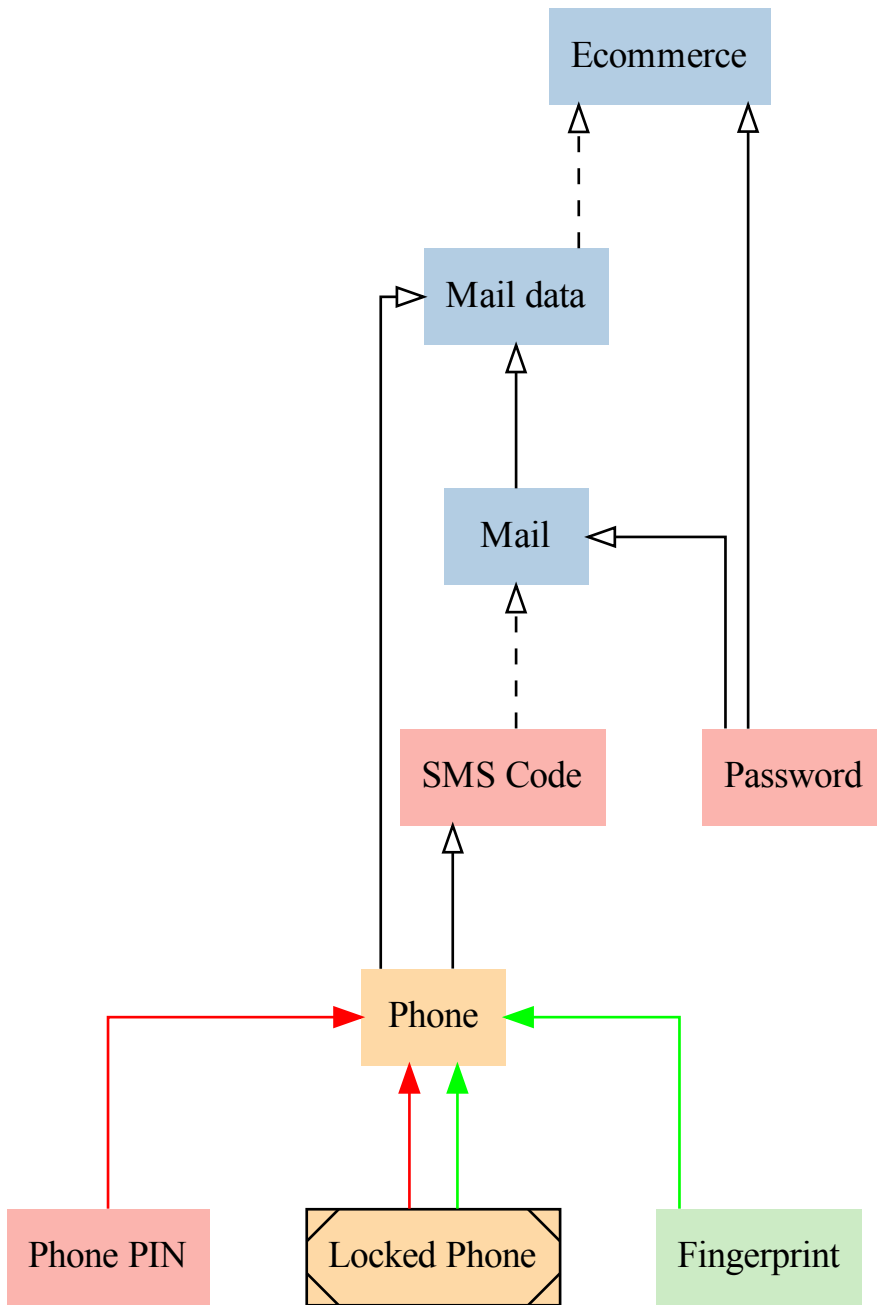 Ecommerce
Mail data
Mail
SMS Code
Password
Phone
Phone PIN
Locked Phone
Fingerprint